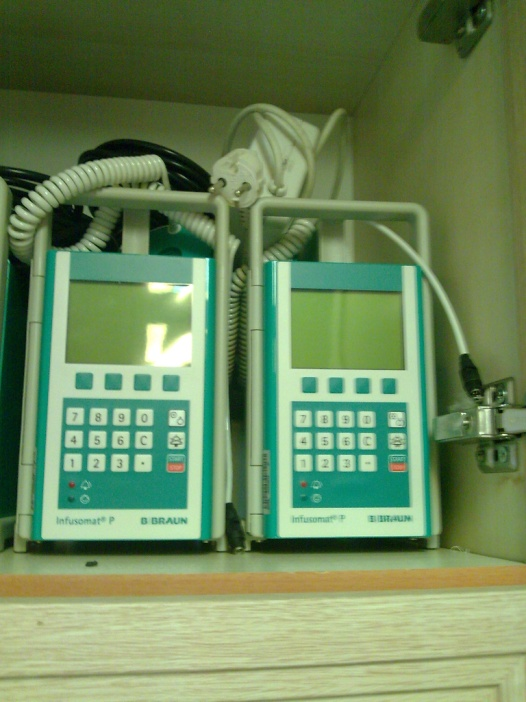 7 8 9 0
4 5 6 C
1 2 3
START
STOP
Infusomat® P B|BRAUN
7 8 9 0
4 5 6 C
1 2 3
START
STOP
Infusomat® P B|BRAUN